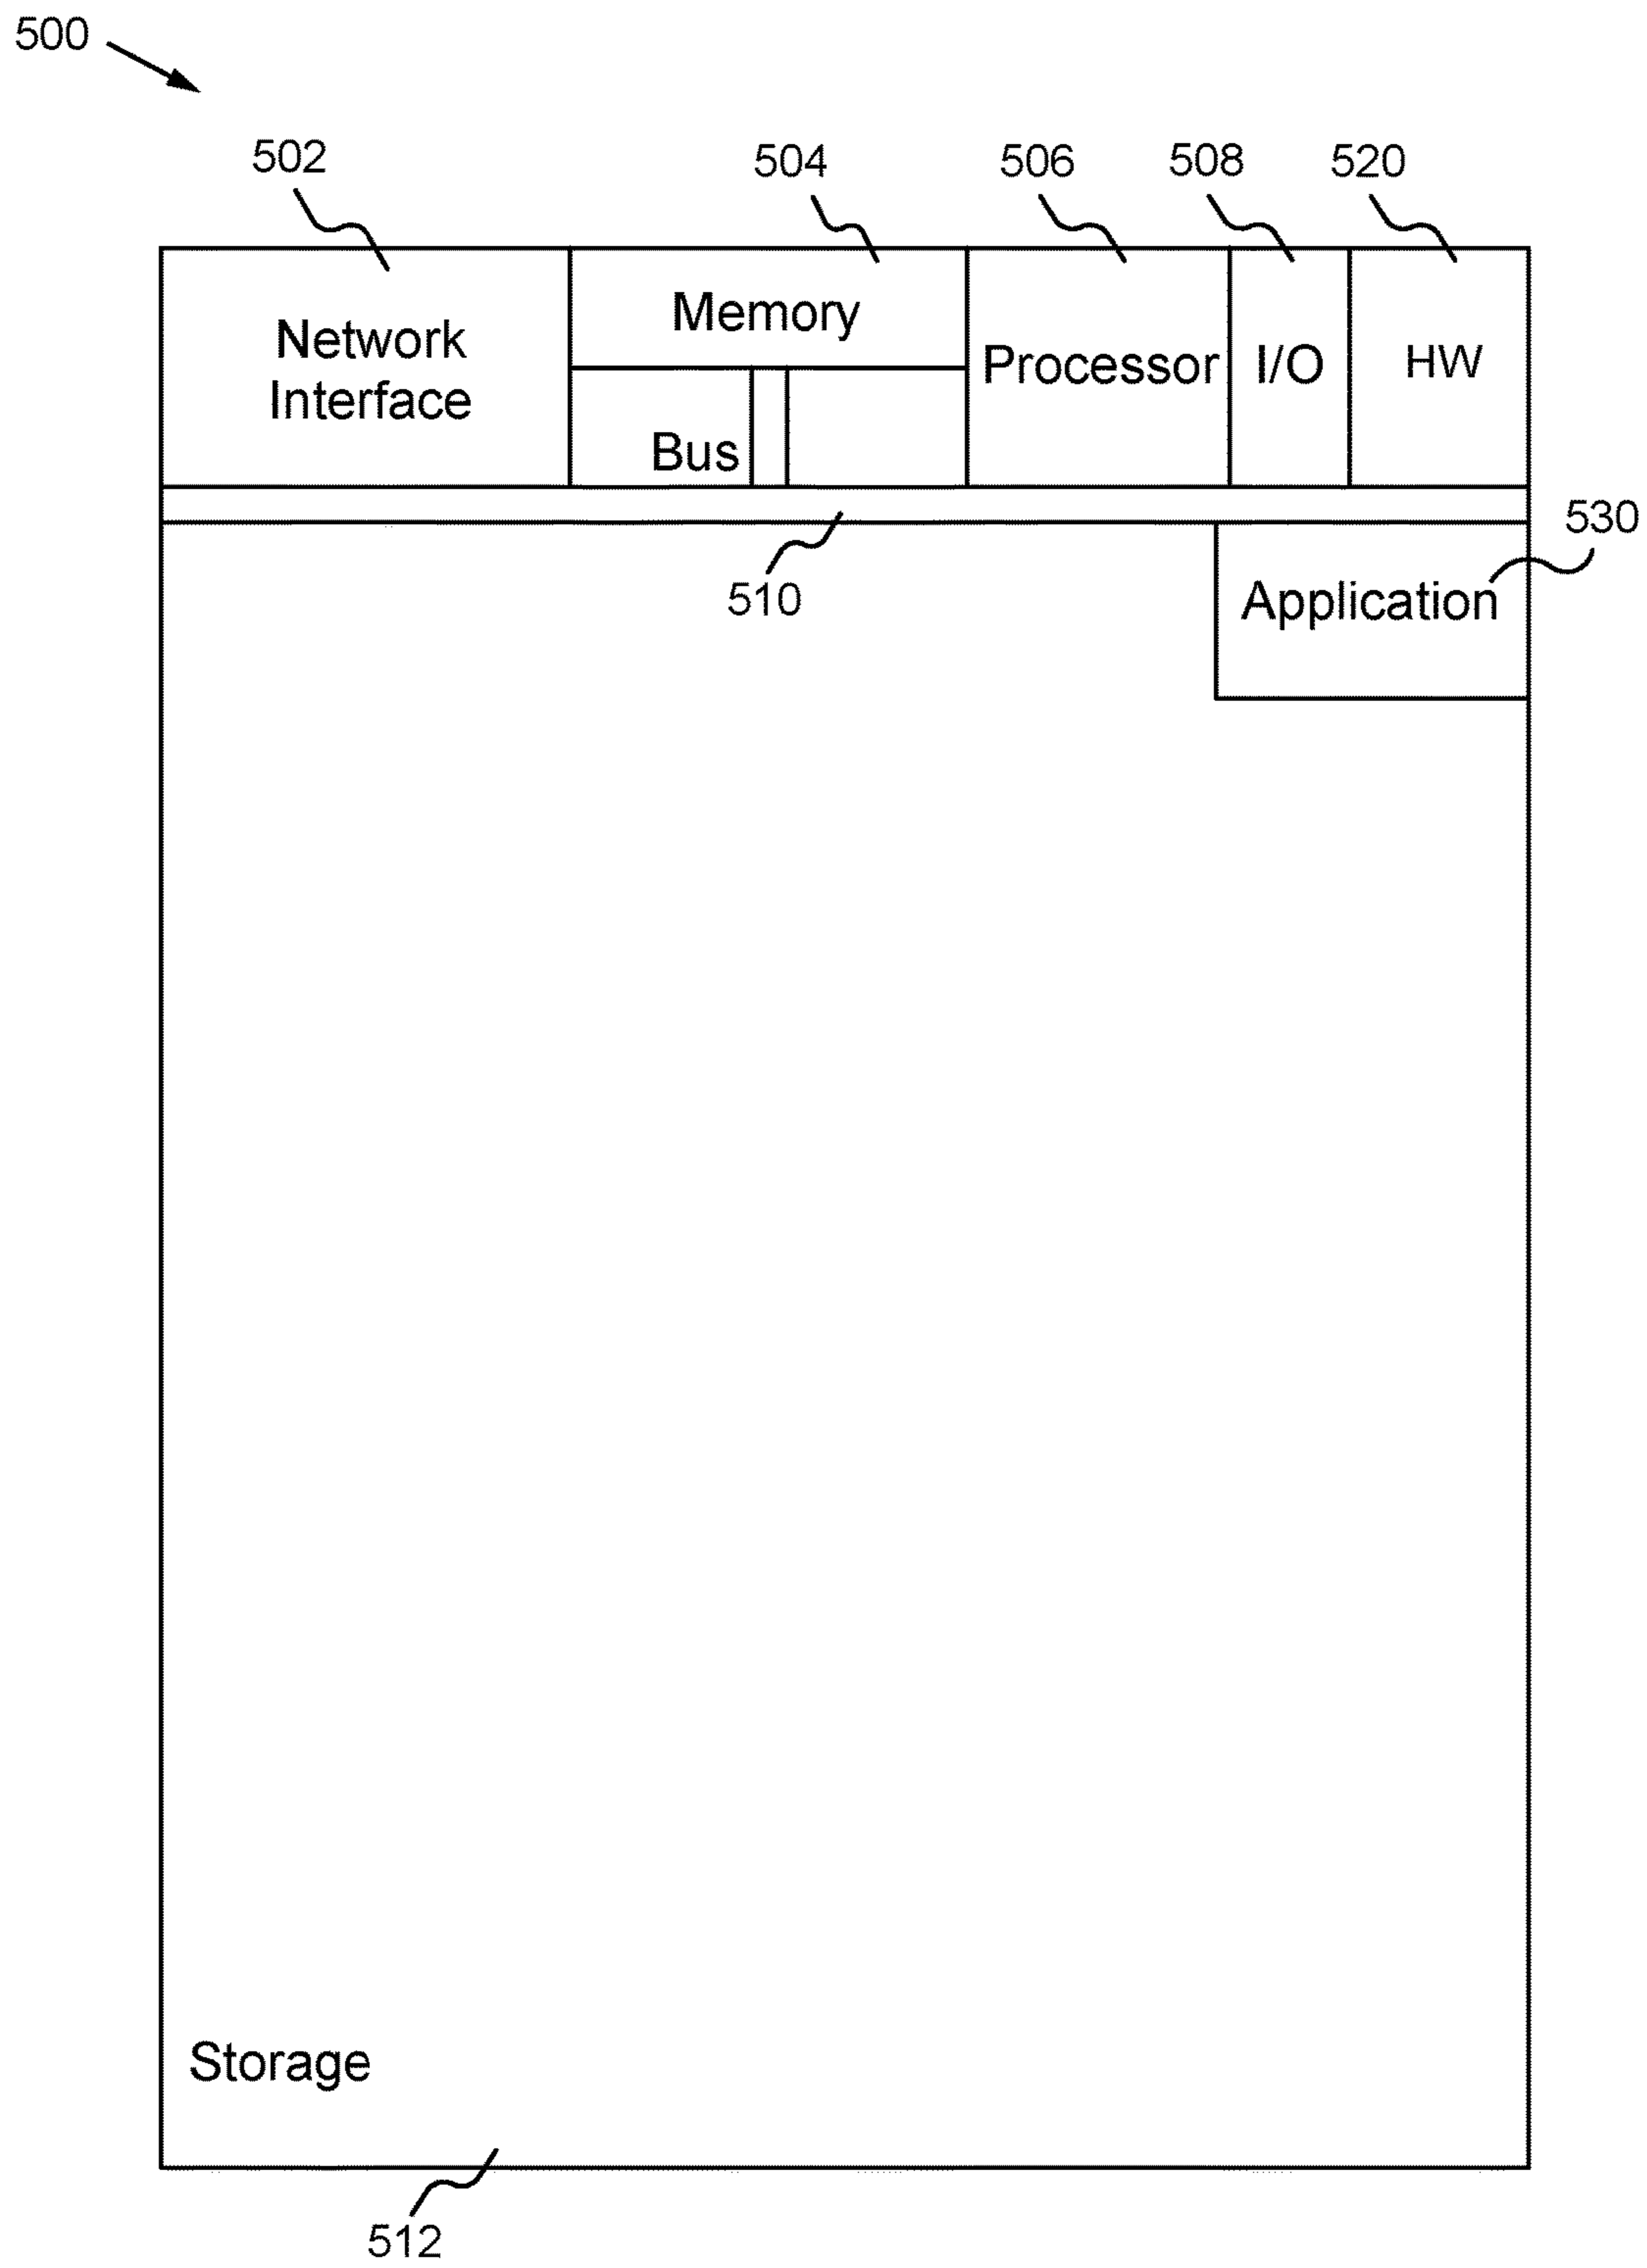 500
502
504
506
508
520
Network
Interface
Memory
Processor
I/O
HW
Bus
510
530
Application
Storage
512